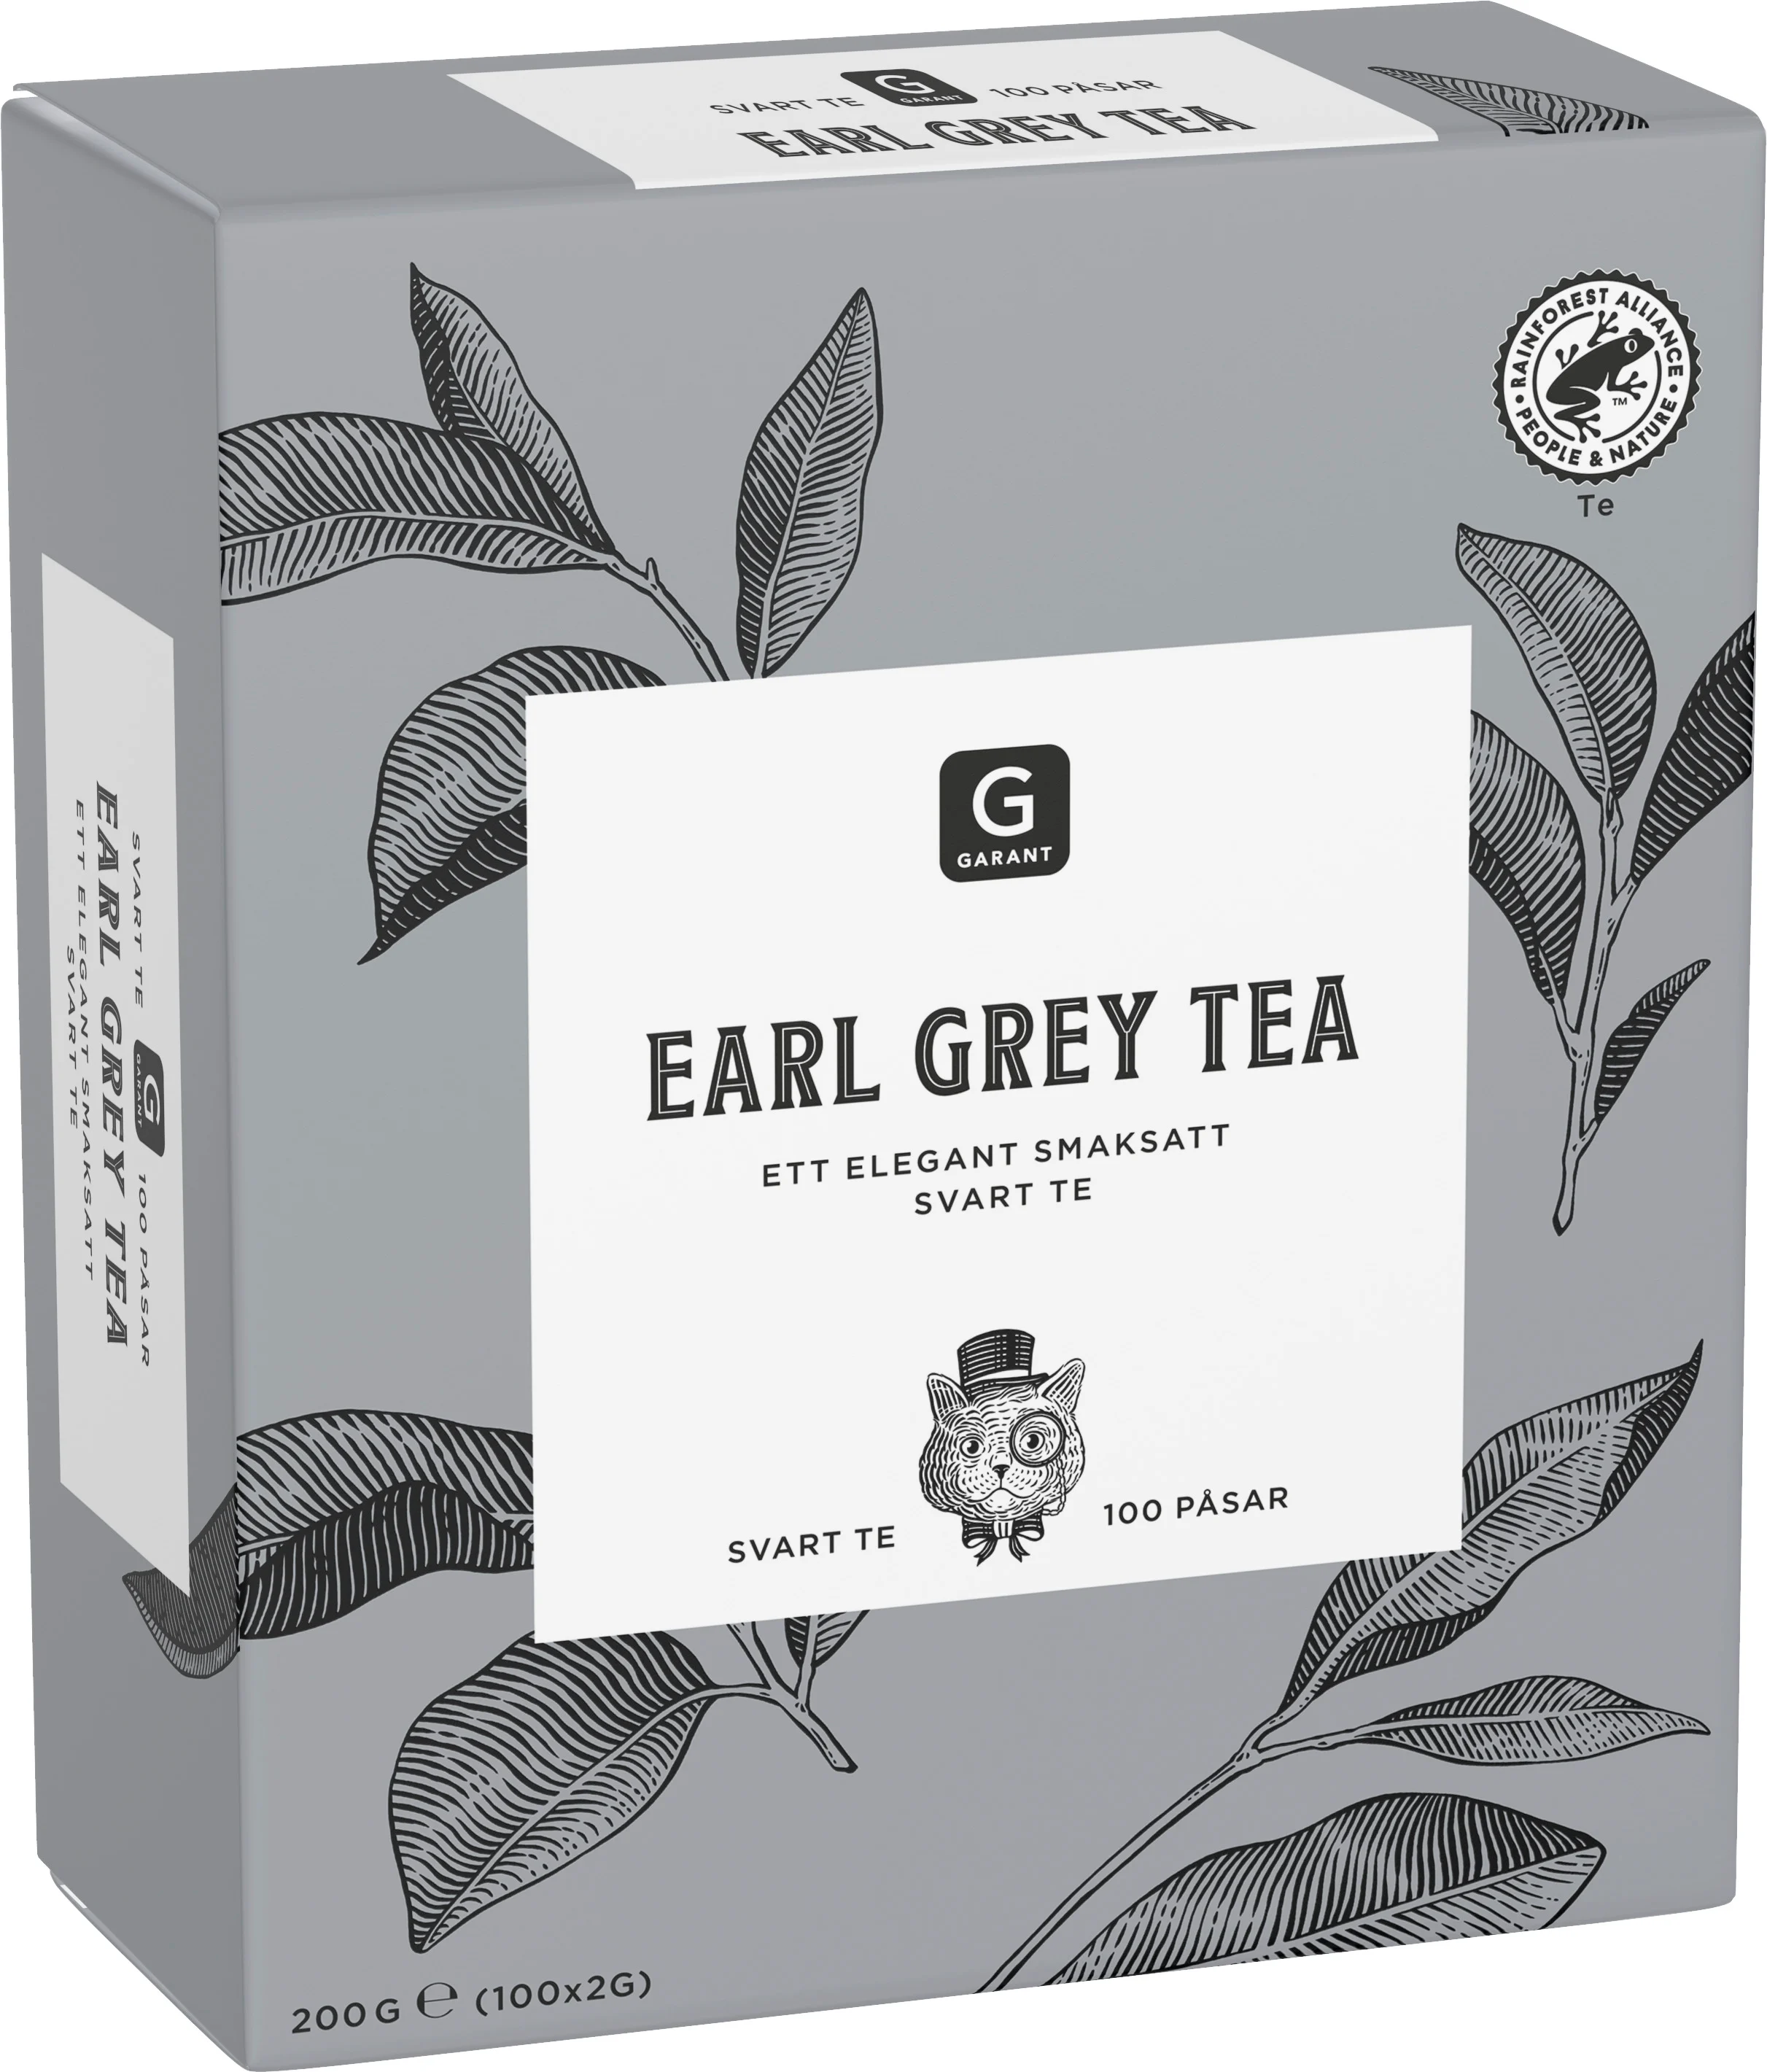 SVART TE G GARANT 100 PÅSAR
EARL GREY TEA
RAINFOREST ALLIANCE
PEOPLE & NATURE
TM
Te
G
GARANT
EARL GREY TEA
ETT ELEGANT SMAKSATT
SVART TE
SVART TE 100 PÅSAR
200 G ℮ (100x2G)
SVART TE G GARANT 100 PÅSAR
EARL GREY TEA
ETT ELEGANT SMAKSATT
SVART TE